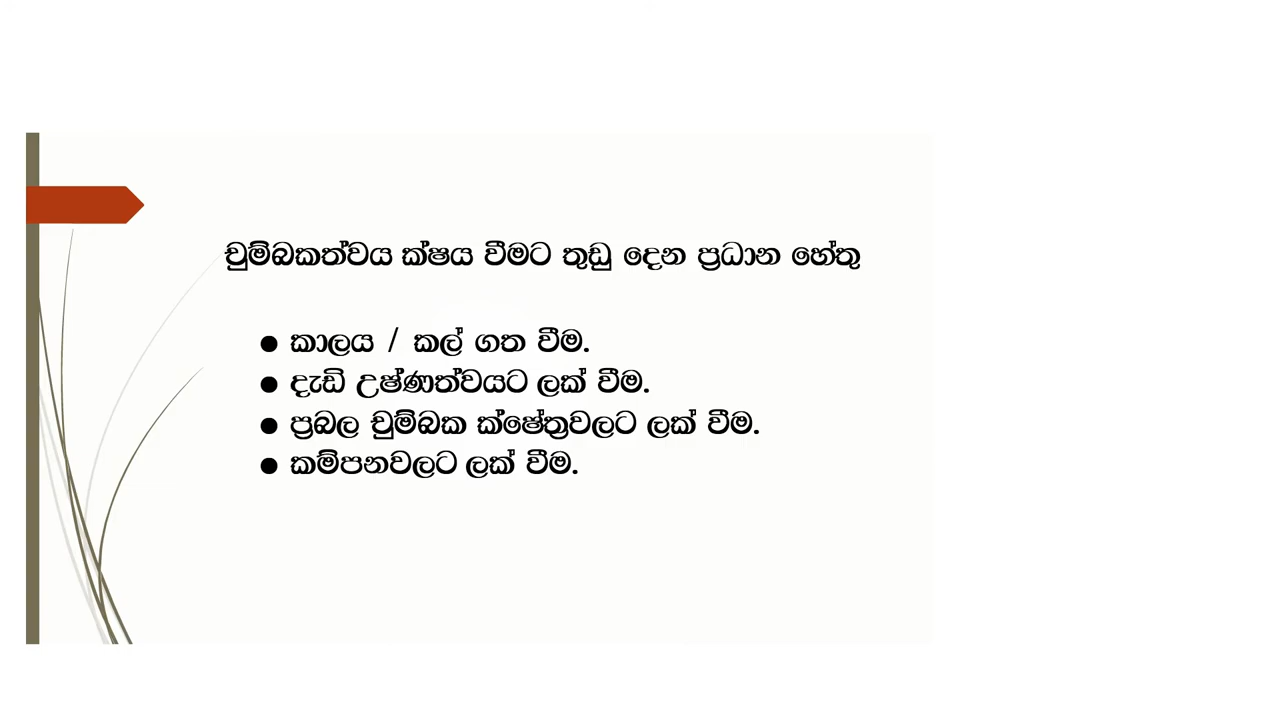 චුම්බකත්වය ක්ෂය වීමට තුඩු දෙන ප්‍රධාන හේතු
● කාලය / කල් ගත වීම.
● දැඩි උෂ්ණත්වයට ලක් වීම.
● ප්‍රබල චුම්බක ක්ෂේත්‍රවලට ලක් වීම.
● කම්පනවලට ලක් වීම.